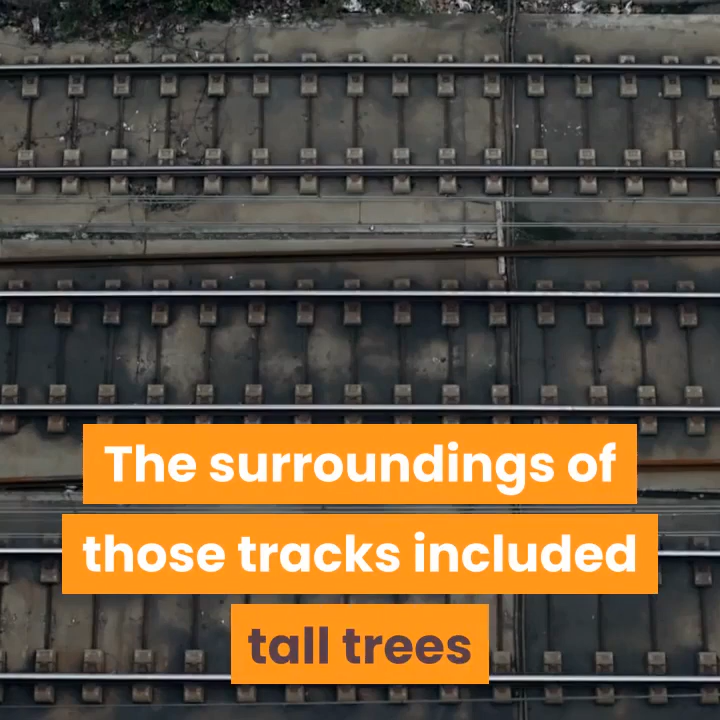 The surroundings of
those tracks included
tall trees